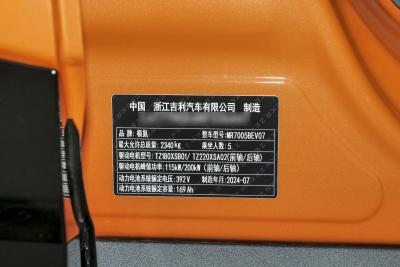 中国 浙江吉利汽车有限公司 制造
品 牌:极氪 整车型号:MR7005BEV07
最大允许总质量:2340kg 乘坐人数:5
驱动电机型号:TZ180XSB01/ TZ220XSA02(前轴/后轴)
驱动电机峰值功率:115kW/200kW (前轴/后轴)
动力电池系统额定电压:392V 制造年月:2024-07
动力电池系统额定容量:169Ah